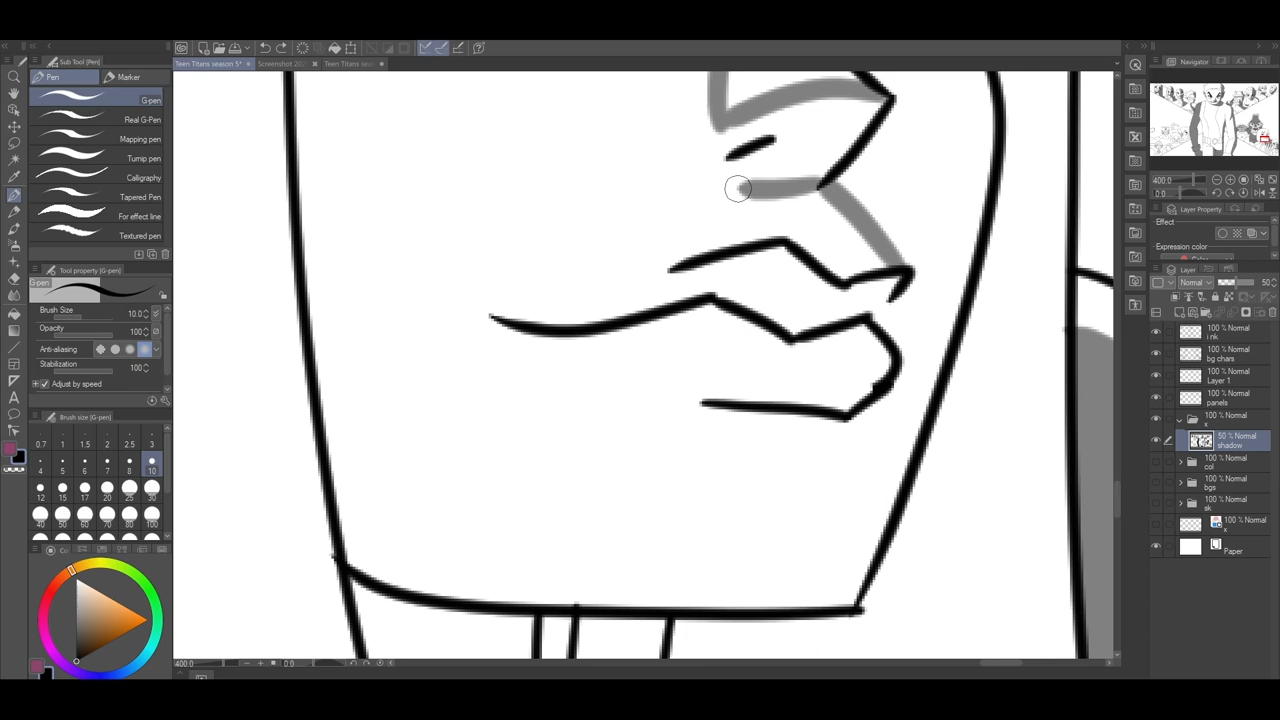 Sub Tool [Pen]
Pen
Marker
G-pen
Real G-Pen
Mapping pen
Turnip pen
Calligraphy
Tapered Pen
For effect line
Textured pen
Tool property [G-pen]
G-pen
Brush Size 10.0
Opacity 100
Anti-aliasing
Stabilization 100
Adjust by speed
Brush size [G-pen]
0.7 1 1.5 2 2.5 3
4 5 6 7 8 10
12 15 17 20 25 30
40 50 60 70 80 100
Teen Titans season 5*
Screenshot 202
Teen Titans sea
400.0
0.0
Navigator
400.0
0.0
Layer Property
Effect
Expression color
Layer
Normal
50
100 % Normal
ink
100 % Normal
bg chars
100 % Normal
Layer 1
100 % Normal
panels
100 % Normal
x
50 % Normal
shadow
100 % Normal
col
100 % Normal
bgs
100 % Normal
sk
100 % Normal
x
Paper